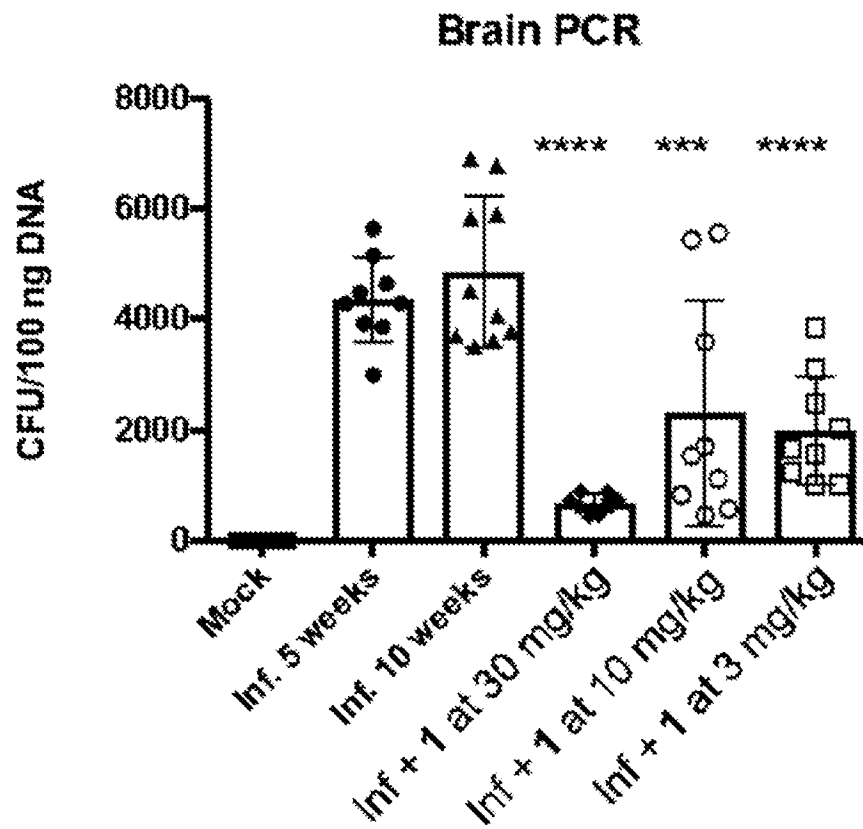 Brain PCR
CFU/100 ng DNA
8000
6000
4000
2000
0
****
***
****
Mock
Inf. 5 weeks
Inf. 10 weeks
Inf + 1 at 30 mg/kg
Inf + 1 at 10 mg/kg
Inf + 1 at 3 mg/kg